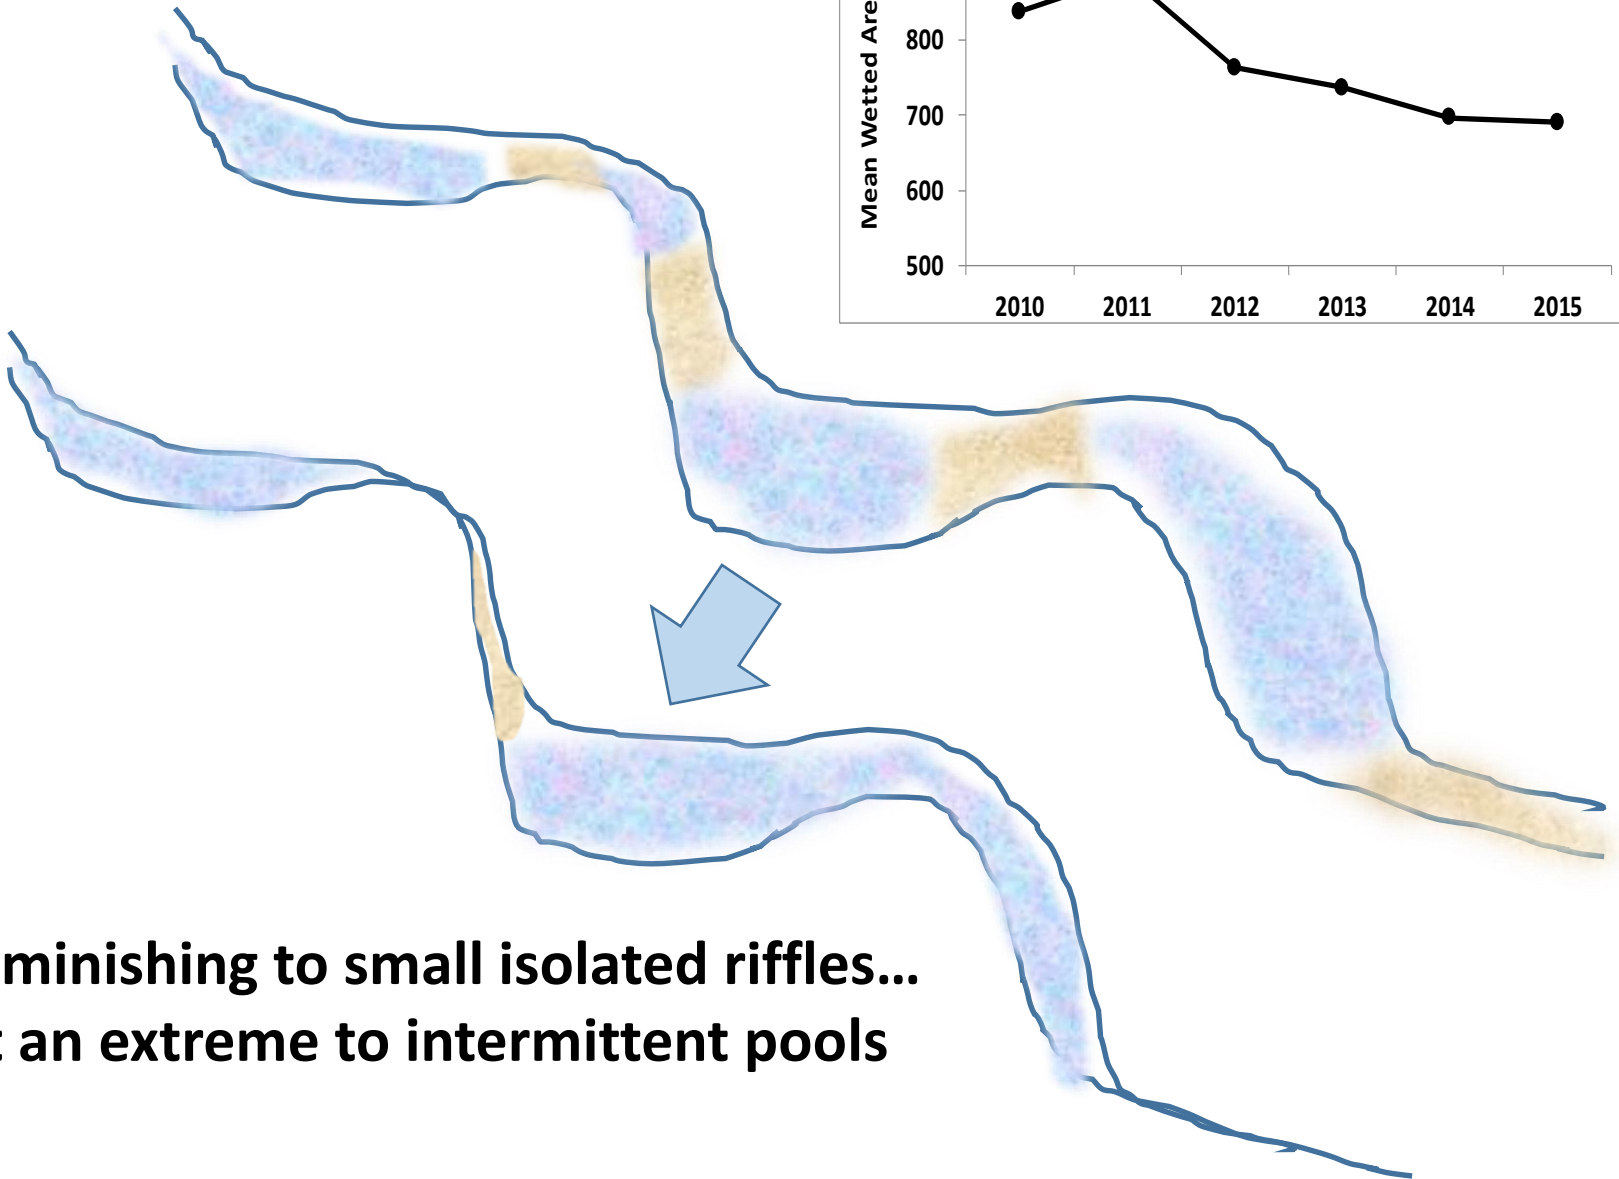 Mean Wetted Are
800
700
600
500
2010 2011 2012 2013 2014 2015
minishing to small isolated riffles…
an extreme to intermittent pools